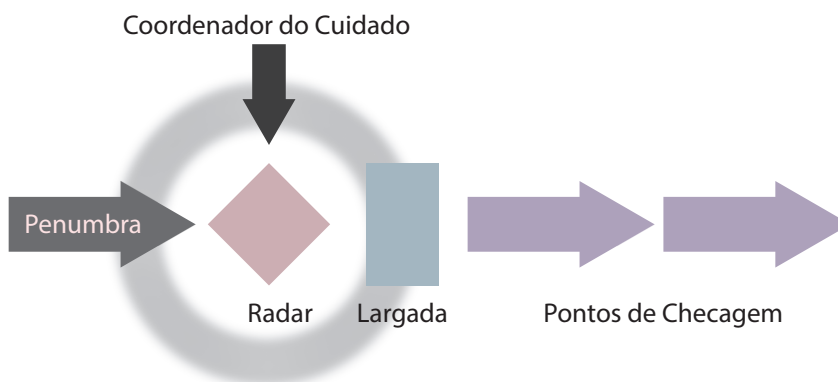 Coordenador do Cuidado
Penumbra
Radar
Largada
Pontos de Checagem